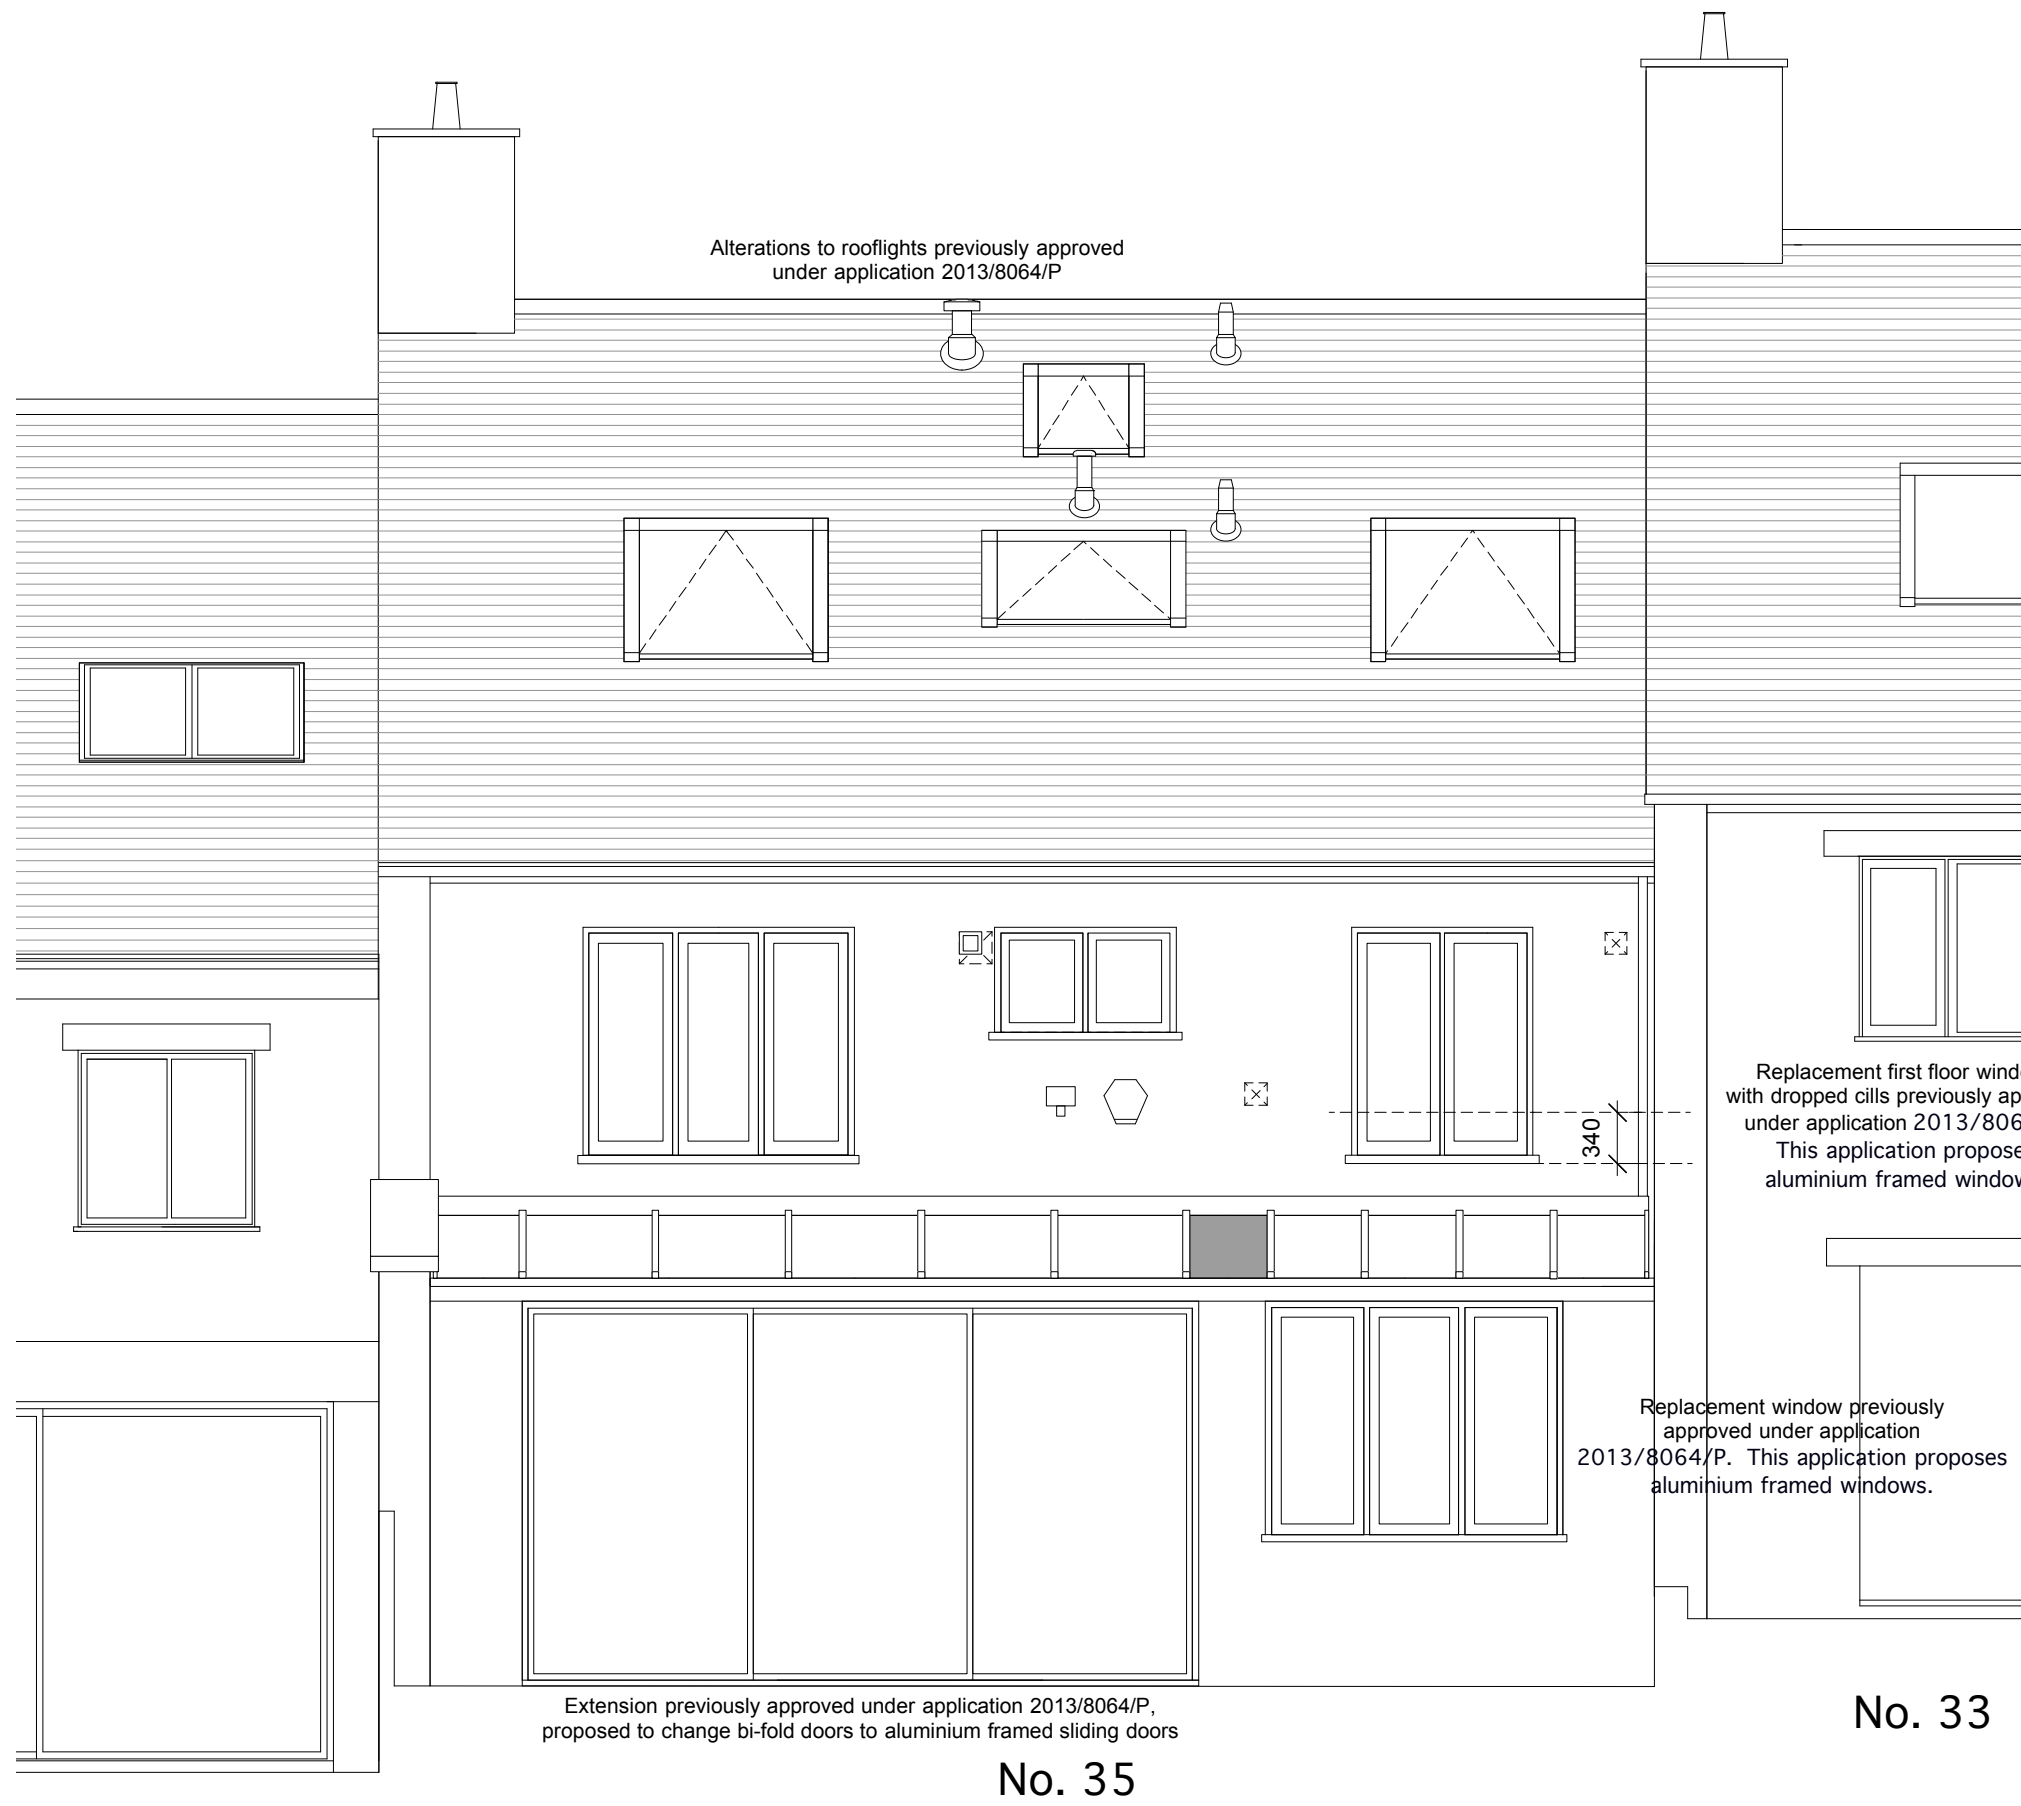 Alterations to rooflights previously approved
under application 2013/8064/P
340
Replacement first floor
with dropped cills previously
under application
This application
aluminium framed
Replacement window previously
approved under application
2013/8064/P. This application proposes
aluminium framed windows.
Extension previously approved under application 2013/8064/P,
proposed to change bi-fold doors to aluminium framed sliding doors
No. 33
No. 35